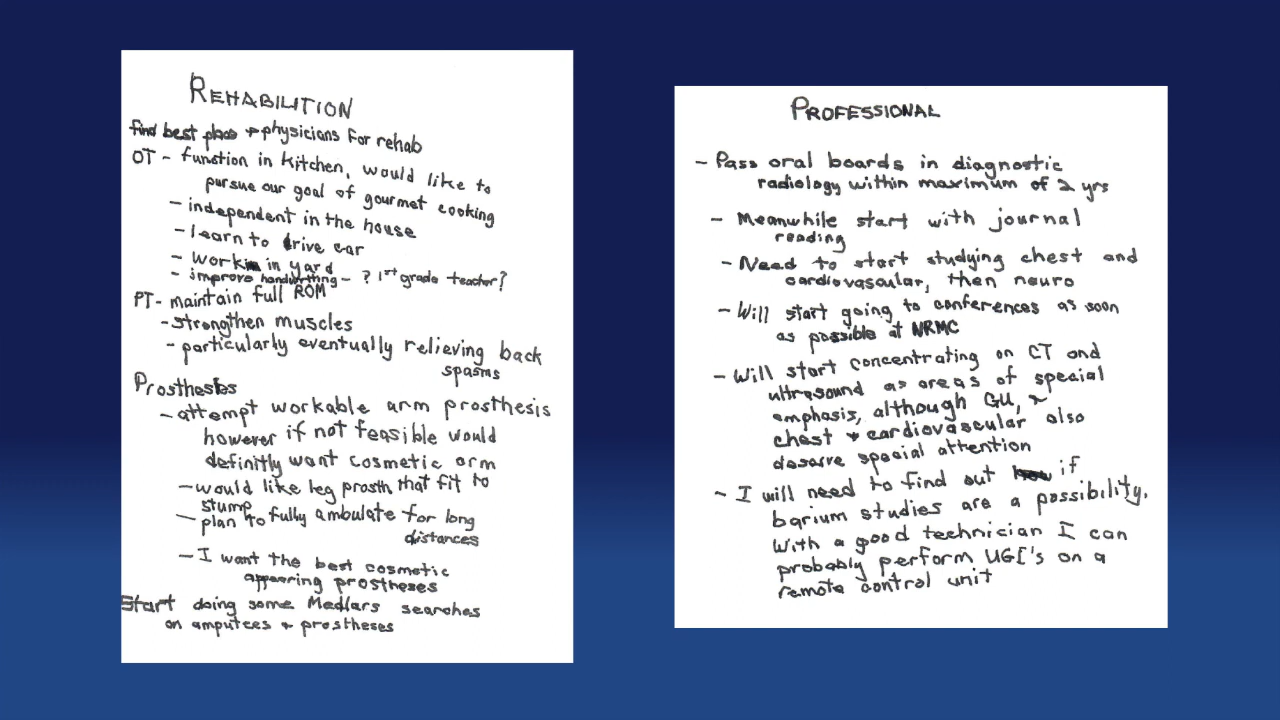 REHABILITION
find best place + physicians for rehab
OT - function in kitchen, would like to
pursue our goal of gourmet cooking
- independent in the house
- learn to drive car
- work in yard
- improve handwriting - ? 1st grade teacher?
PT - maintain full ROM
- strengthen muscles
- particularly eventually relieving back
spasms
Prostheses
- attempt workable arm prosthesis
however if not feasible would
definitly want cosmetic arm
- would like leg prosth that fit to
stump
- plan to fully ambulate for long
distances
- I want the best cosmetic
appearing prostheses
Start doing some Medlars searches
on amputees + prostheses
PROFESSIONAL
- Pass oral boards in diagnostic
radiology within maximum of 2 yrs
- Meanwhile start with journal
reading
- Need to start studying chest and
cardiovascular, then neuro
- Will start going to conferences as soon
as possible at NRMC
- Will start concentrating on CT and
ultrasound as areas of special
emphasis, although GU,
chest + cardiovascular also
deserve special attention
- I will need to find out if
barium studies are a possibility.
With a good technician I can
probably perform UGI's on a
remote control unit